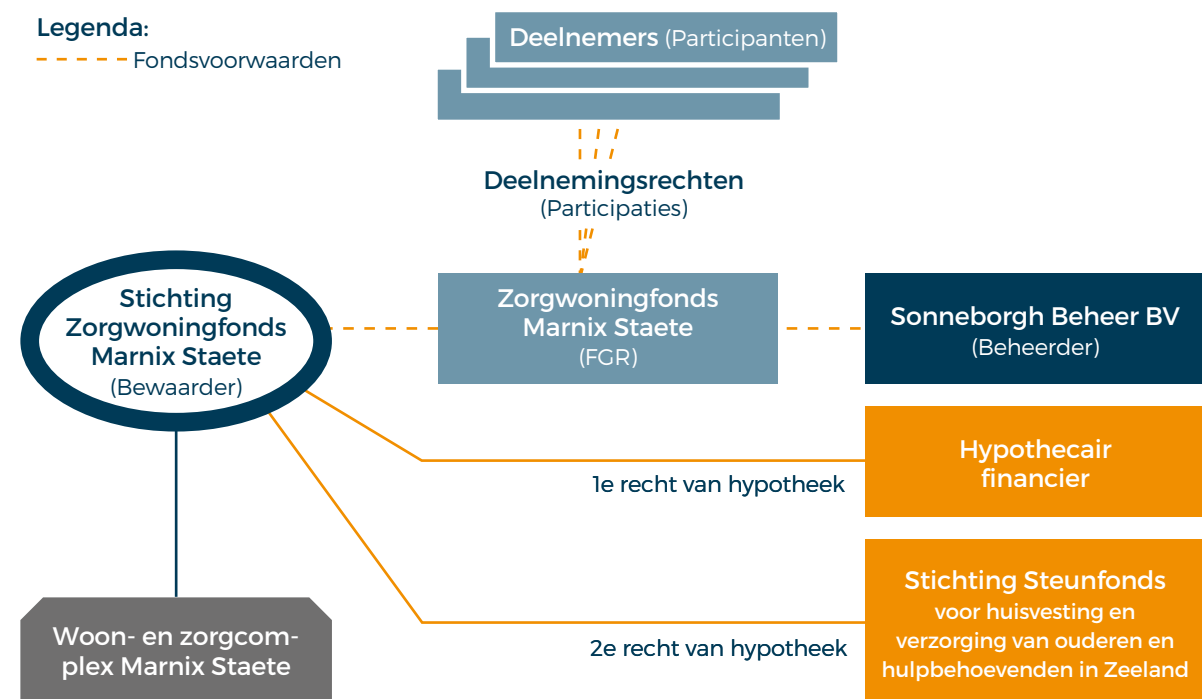 Legenda:
Fondsvoorwaarden
Deelnemers (Participanten)
Deelnemingsrechten
(Participaties)
Stichting
Zorgwoningfonds
Marnix Staete
(Bewaarder)
Zorgwoningfonds
Marnix Staete
(FGR)
Sonneborgh Beheer BV
(Beheerder)
Hypothecair
financier
1e recht van hypotheek
Stichting Steunfonds
voor huisvesting en
verzorging van ouderen en
hulpbehoevenden in Zeeland
2e recht van hypotheek
Woon- en zorgcom-
plex Marnix Staete